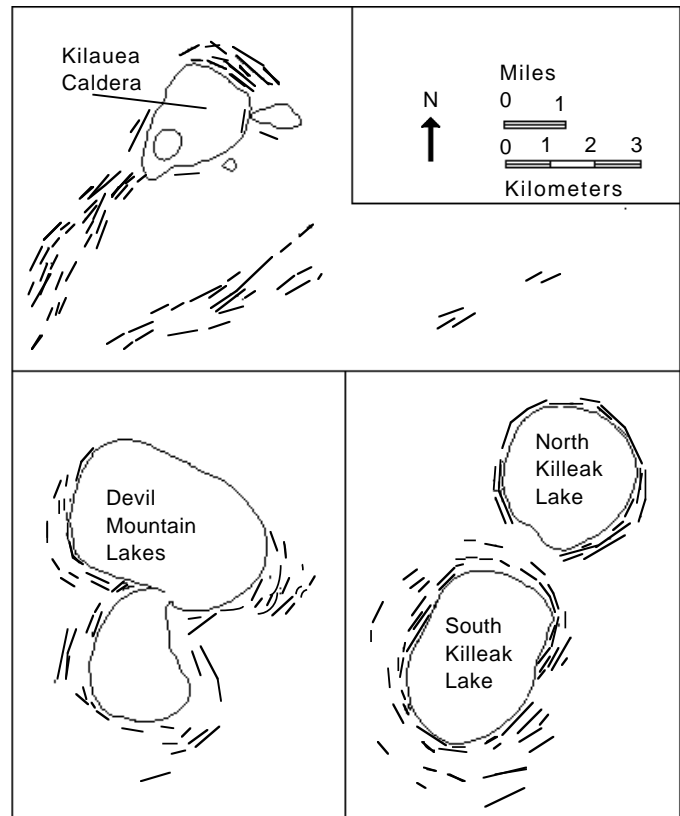 Kilauea
Caldera
N
Miles
0 1
0 1 2 3
Kilometers
Devil
Mountain
Lakes
North
Killeak
Lake
South
Killeak
Lake